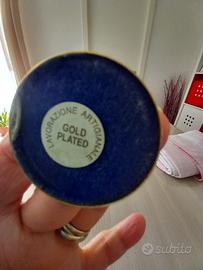 LAVORAZIONE ARTIGIANALE
GOLD
PLATED
subito